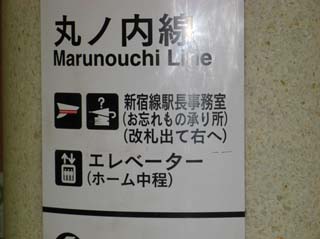 丸ノ内線
Marunouchi Line
新宿線駅長事務室
(お忘れもの承り所)
(改札出て右へ)
エレベーター
(ホーム中程)